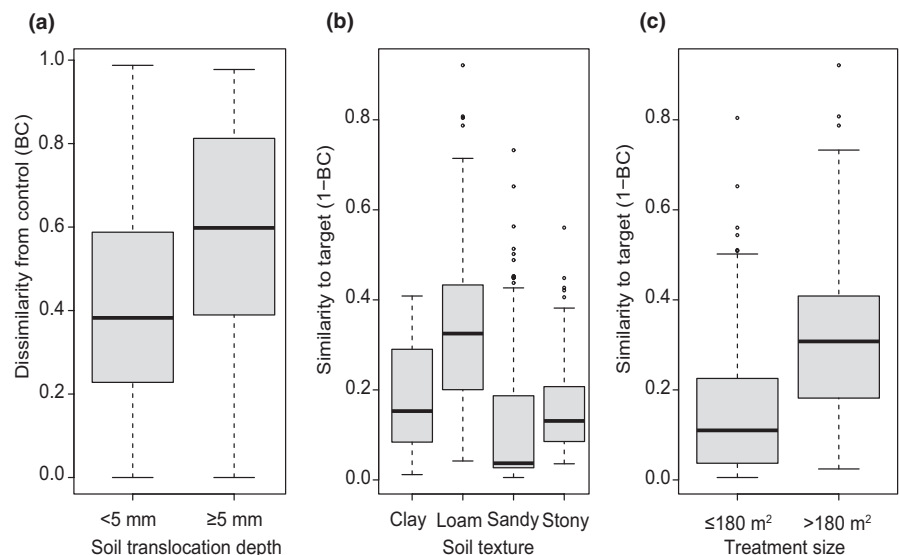 (a)
Dissimilarity from control (BC)
1.0
0.8
0.6
0.4
0.2
0.0
<5 mm ≥5 mm
Soil translocation depth
(b)
Similarity to target (1−BC)
0.8
0.6
0.4
0.2
0.0
Clay Loam Sandy Stony
Soil texture
(c)
Similarity to target (1−BC)
0.8
0.6
0.4
0.2
0.0
≤180 m² >180 m²
Treatment size